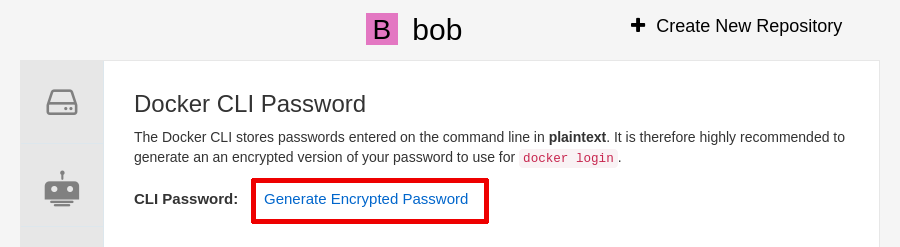 B bob
Create New Repository
Docker CLI Password
The Docker CLI stores passwords entered on the command line in plaintext. It is therefore highly recommended to
generate an an encrypted version of your password to use for docker login.
CLI Password: Generate Encrypted Password